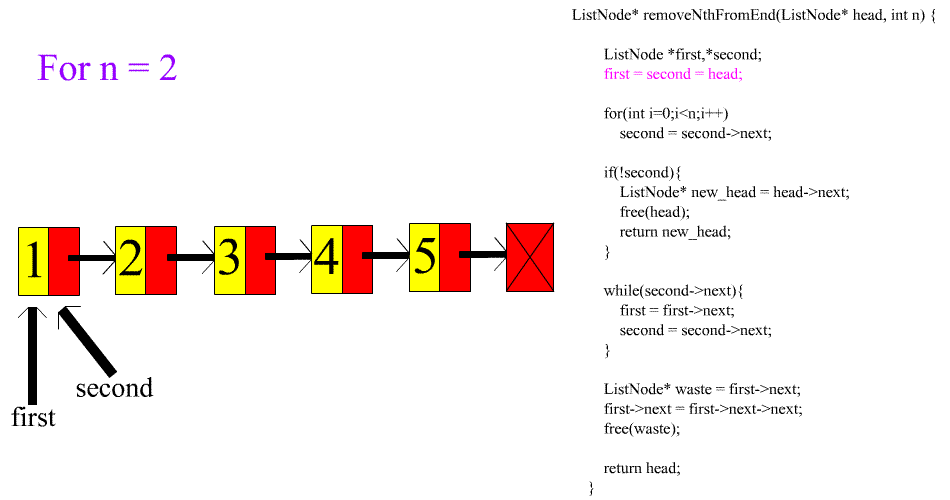 For n = 2
1 2 3 4 5
first
second
ListNode* removeNthFromEnd(ListNode* head, int n) {
ListNode *first,*second;
first = second = head;
for(int i=0;i<n;i++)
second = second->next;
if(!second){
ListNode* new_head = head->next;
free(head);
return new_head;
}
while(second->next){
first = first->next;
second = second->next;
}
ListNode* waste = first->next;
first->next = first->next->next;
free(waste);
return head;
}